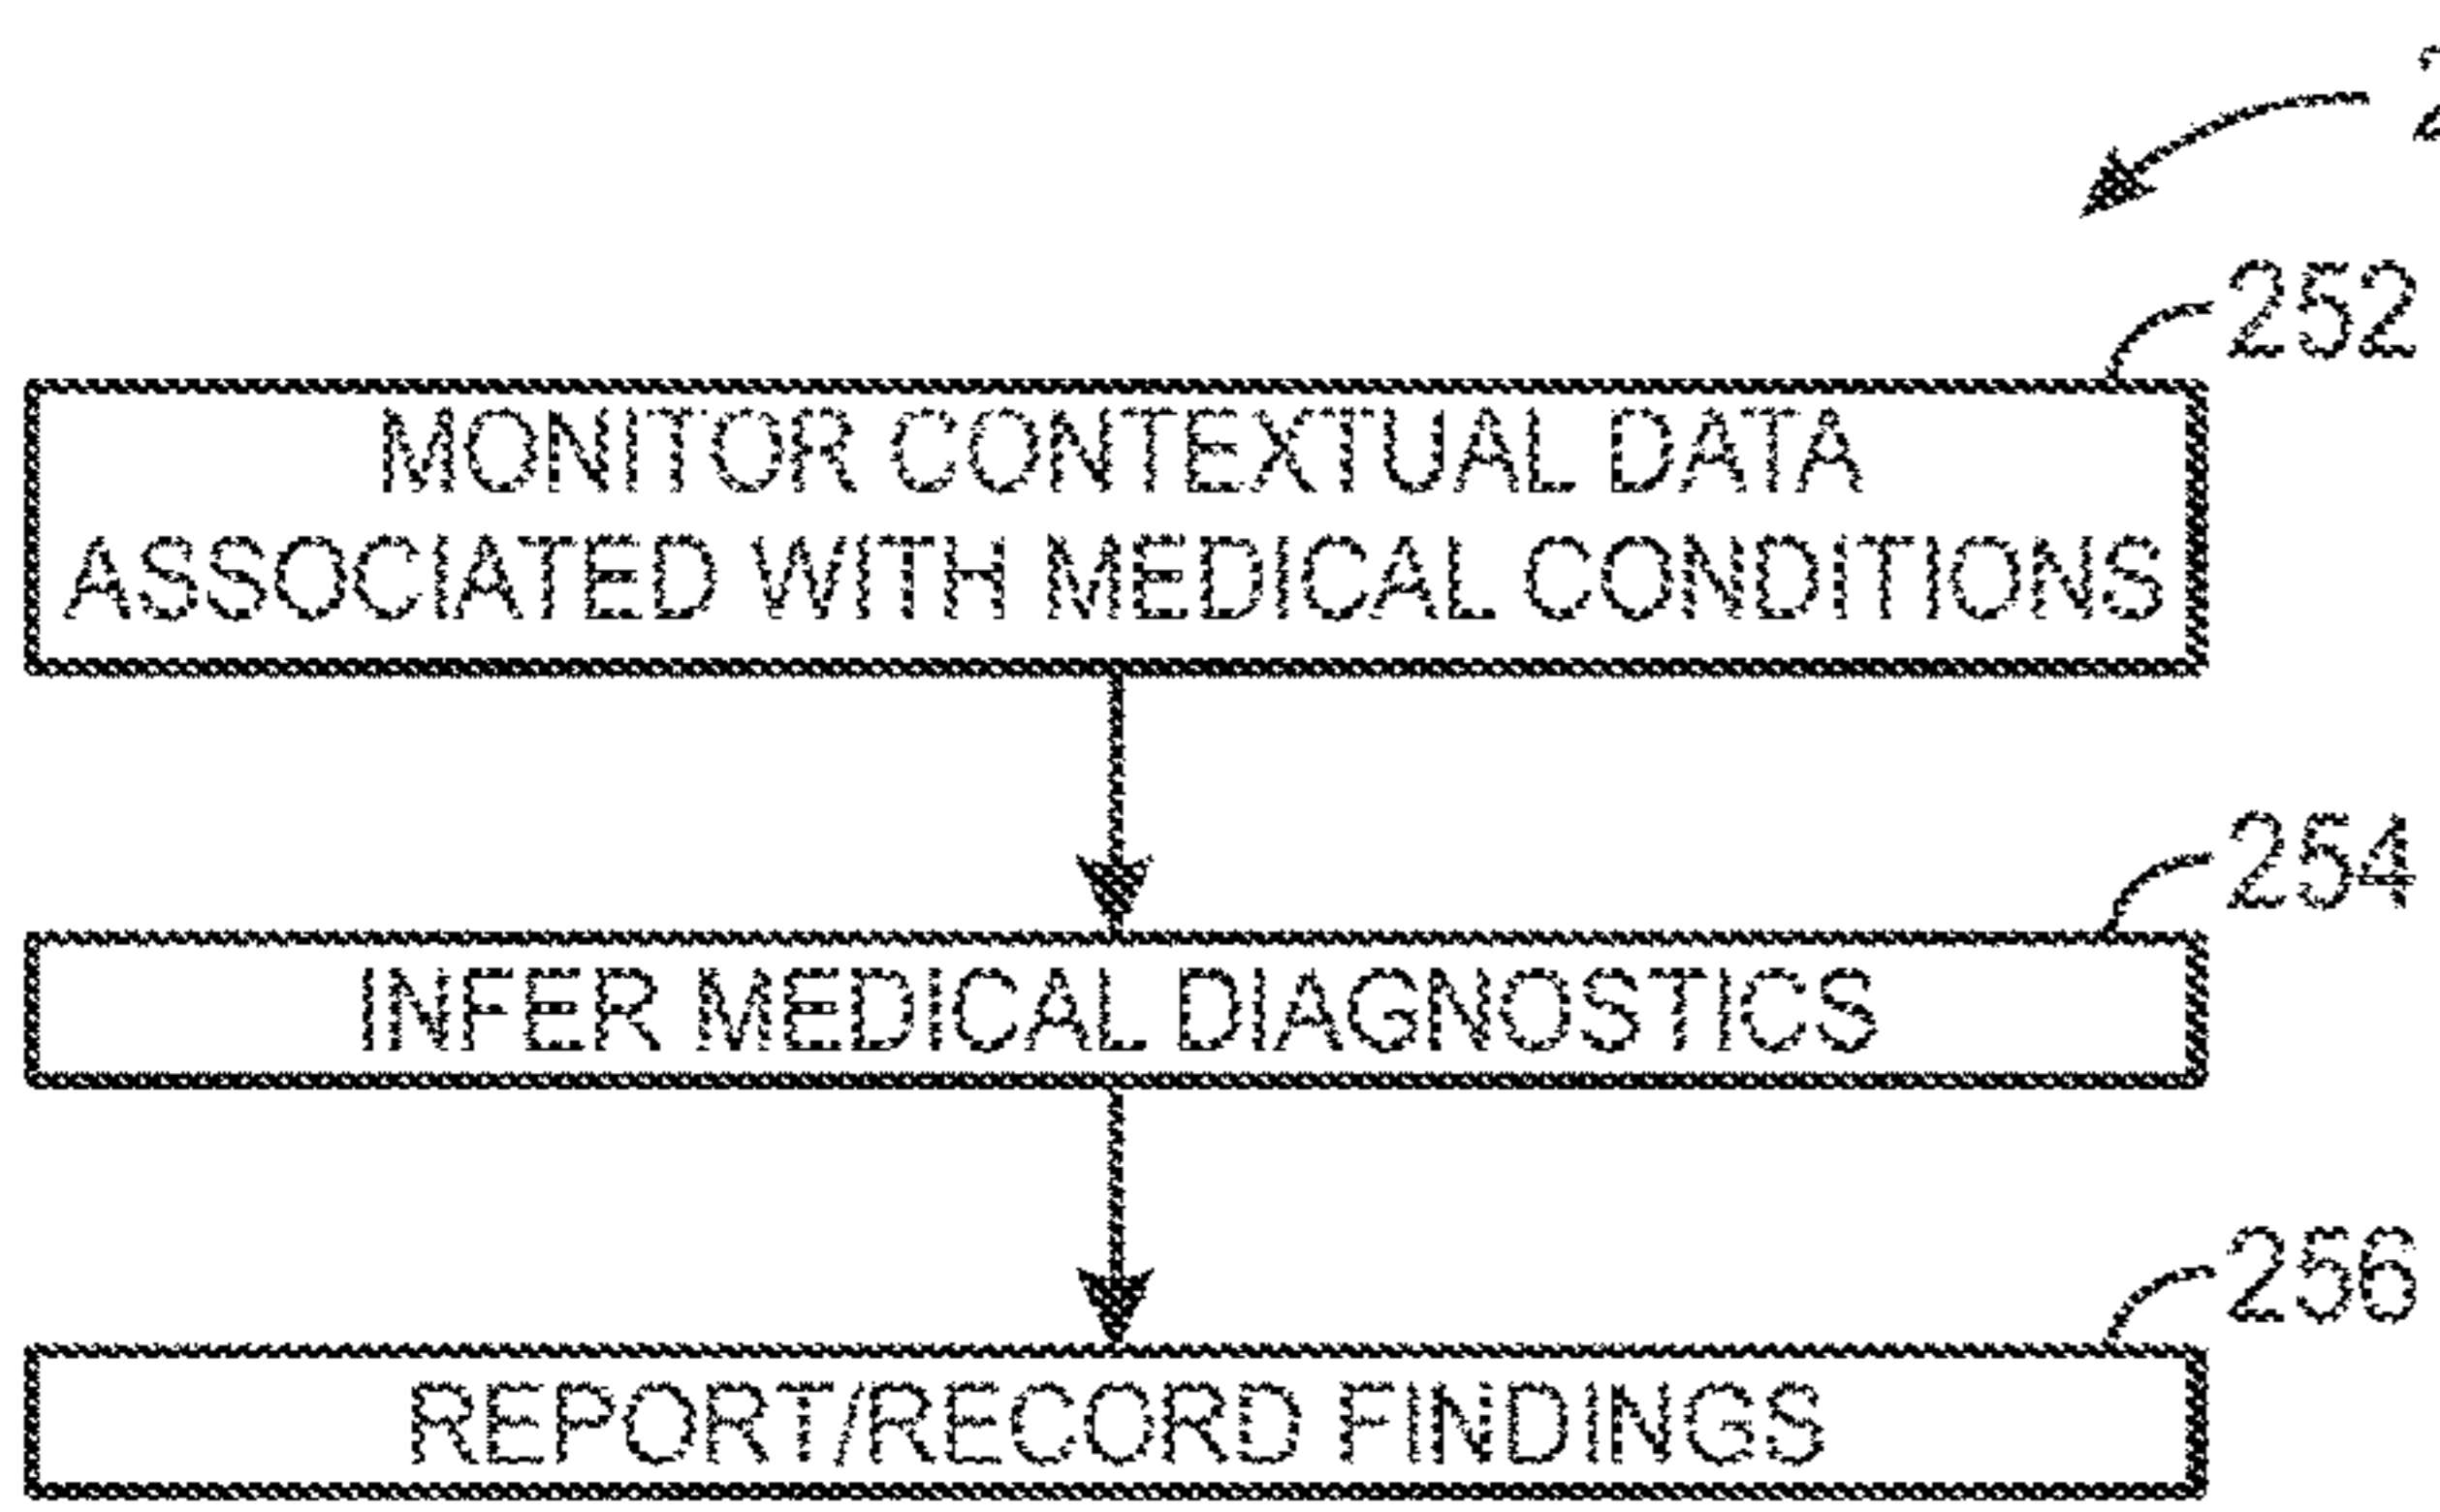 252
MONITOR CONTEXTUAL DATA
ASSOCIATED WITH MEDICAL CONDITIONS
254
INFER MEDICAL DIAGNOSTICS
256
REPORT/RECORD FINDINGS